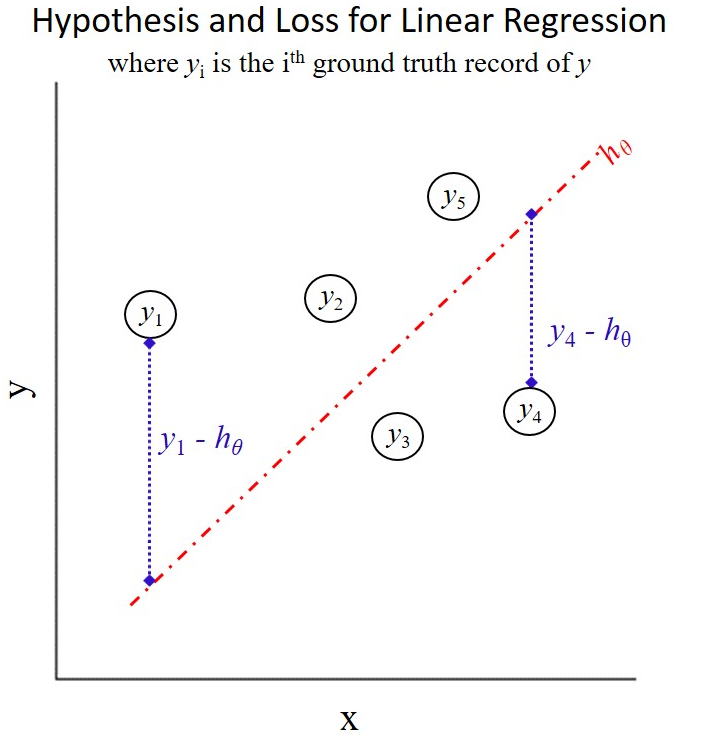 Hypothesis and Loss for Linear Regression
where yᵢ is the iᵗʰ ground truth record of y
hθ
y₅
y₂
y₁
y₄ - hθ
y
y₄
y₃
y₁ - hθ
x